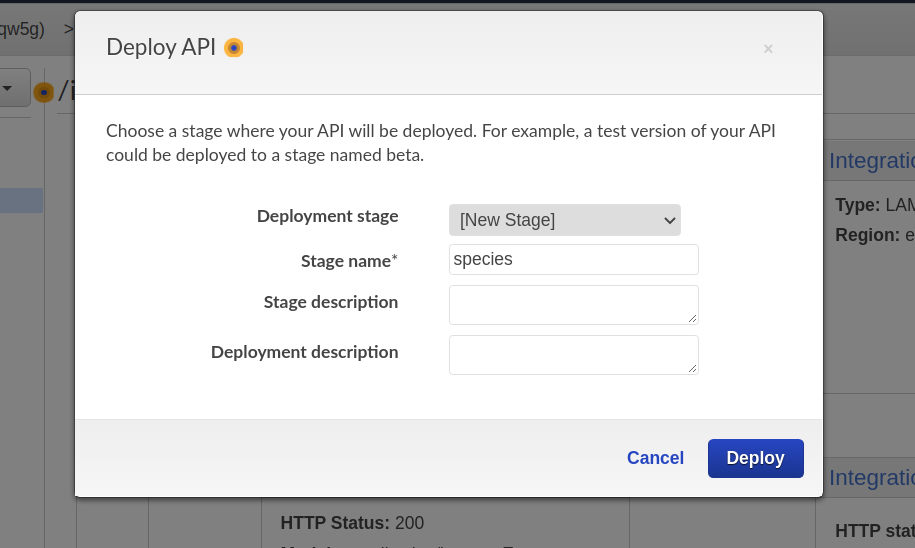 qw5g) >
Deploy API
×
/i
Choose a stage where your API will be deployed. For example, a test version of your API
could be deployed to a stage named beta.
Deployment stage [New Stage]
Stage name* species
Stage description
Deployment description
Cancel Deploy
Integratio
Type: LAM
Region: e
Integratio
HTTP Status: 200
HTTP stat